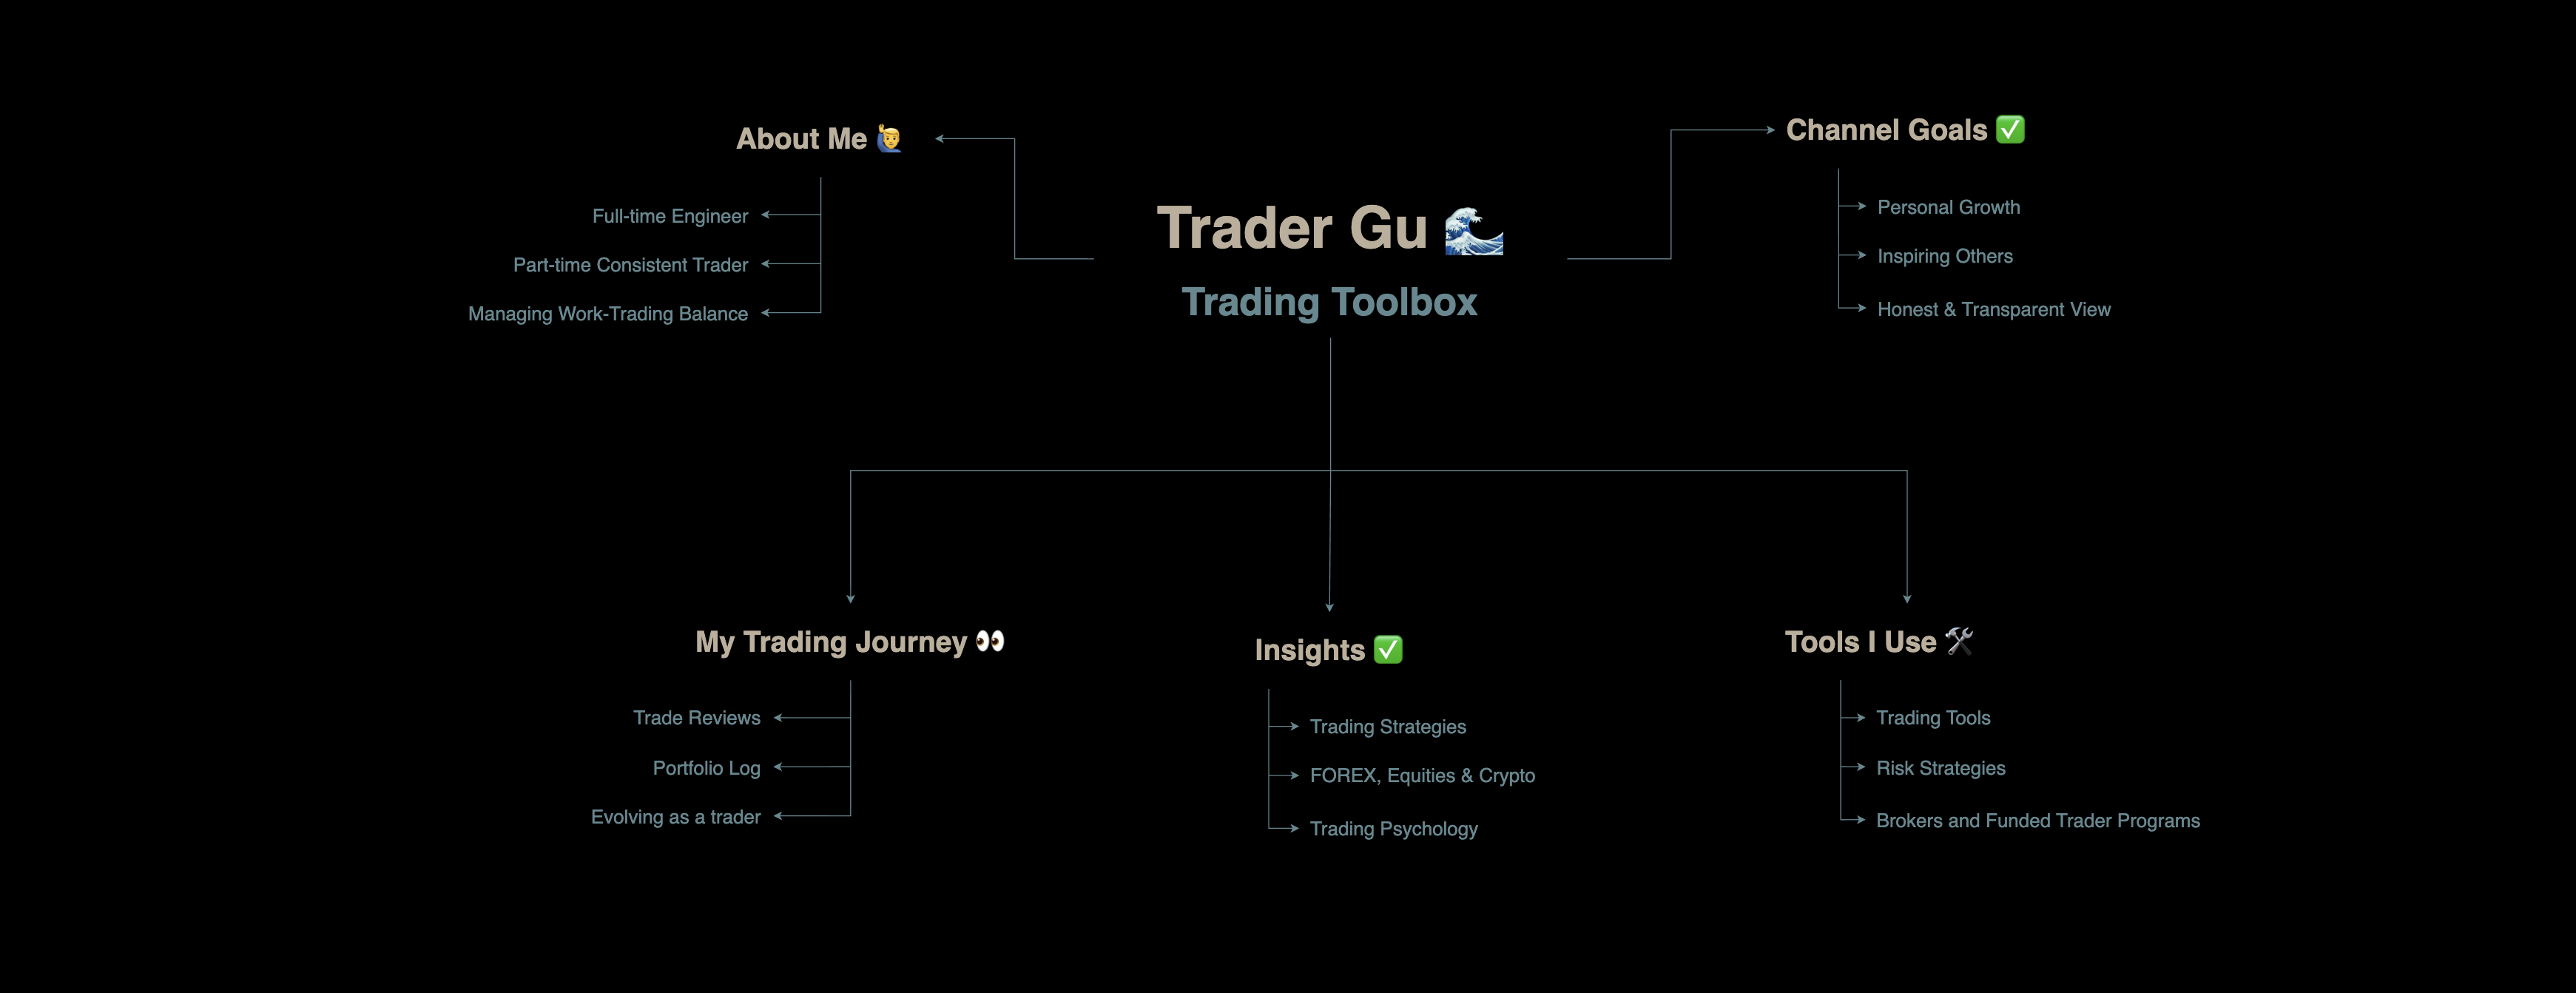 Trader Gu 🌊
Trading Toolbox
About Me 🙋‍♂️
Full-time Engineer
Part-time Consistent Trader
Managing Work-Trading Balance
Channel Goals ✅
Personal Growth
Inspiring Others
Honest & Transparent View
My Trading Journey 👀
Trade Reviews
Portfolio Log
Evolving as a trader
Insights ✅
Trading Strategies
FOREX, Equities & Crypto
Trading Psychology
Tools I Use 🛠️
Trading Tools
Risk Strategies
Brokers and Funded Trader Programs